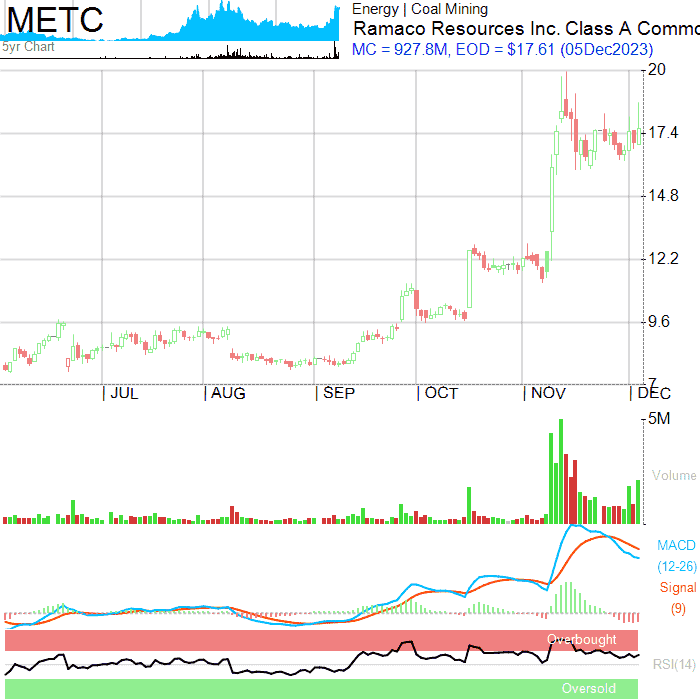 METC
5yr Chart
Energy | Coal Mining
Ramaco Resources Inc. Class A Commo
MC = 927.8M, EOD = $17.61 (05Dec2023)
20
17.4
14.8
12.2
9.6
7
JUL AUG SEP OCT NOV DEC
5M
Volume
MACD
(12-26)
Signal
(9)
Overbought
RSI(14)
Oversold